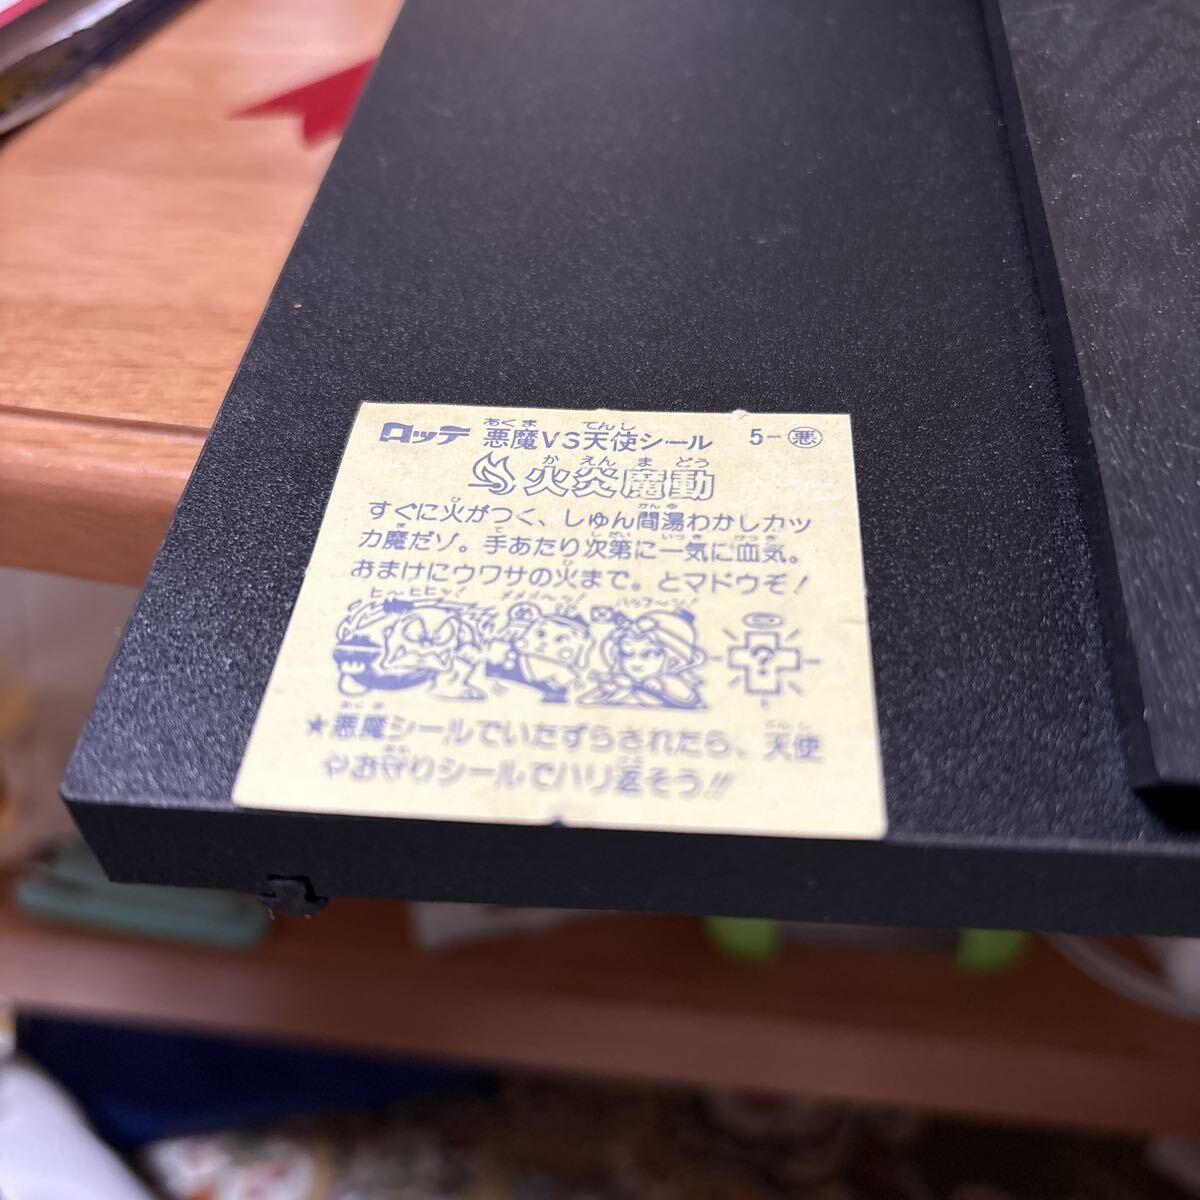 ロッテ 悪魔VS天使シール 5-悪
火炎魔動
すぐに火がつく、しゅん間湯わかしカッ
カ魔だゾ。手あたり次第に一気に血気。
おまけにウワサの火まで。とマドウぞ!
ヒ〜ヒヒッ!
?
★悪魔シールでいたずらされたら、天使
やお守りシールでハリ返そう!!